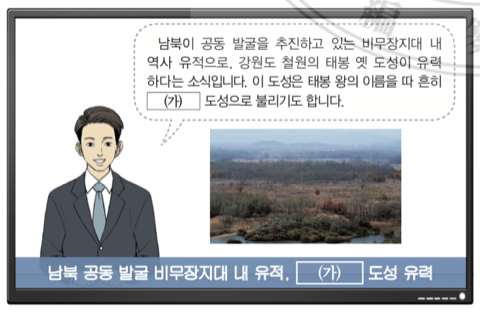 남북이 공동 발굴을 추진하고 있는 비무장지대 내
역사 유적으로, 강원도 철원의 태봉 옛 도성이 유력
하다는 소식입니다. 이 도성은 태봉 왕의 이름을 따 흔히
(가) 도성으로 불리기도 합니다.
남북 공동 발굴 비무장지대 내 유적, (가) 도성 유력